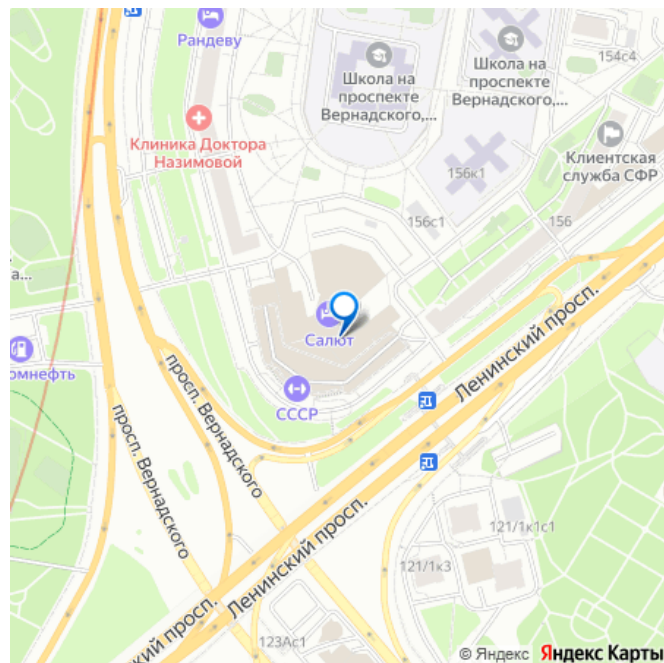 Рандеву
154с4
Школа на
проспекте
Вернадского,...
Школа на
проспекте
Вернадского,...
Клиника Доктора
Назимовой
Клиентская
служба СФР
156к1
156с1
156
а...
Салют
Ленинский просп.
омнефть
СССР
просп. Вернадского
просп. Вернадского
Ленинский просп.
121/1к1с1
121/1к3
ский просп.
123Ас1
© Яндекс Яндекс Карты